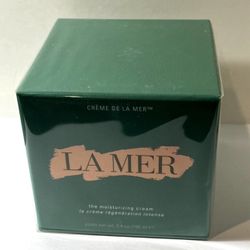 CRÈME DE LA MER™
LA MER
the moisturizing cream
la crème régénération intense